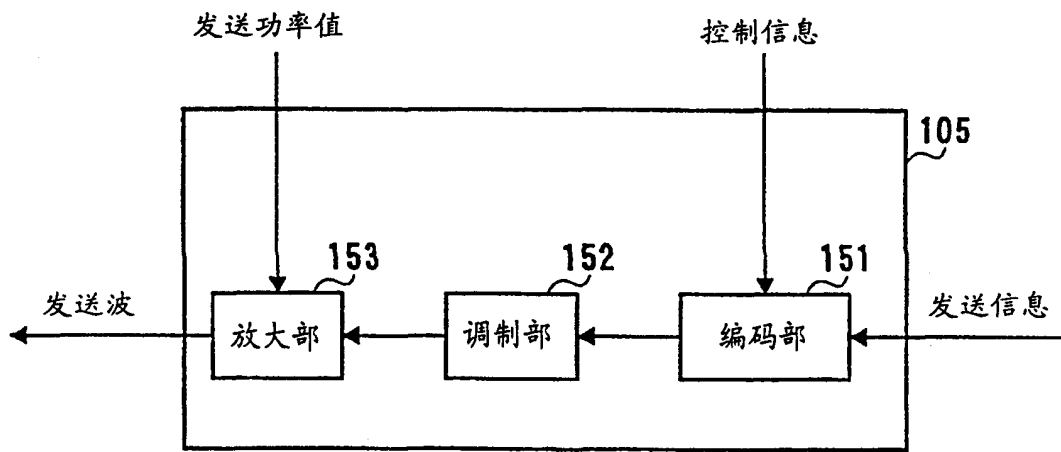 发送功率值
控制信息
105
153
152
151
发送波
放大部
调制部
编码部
发送信息